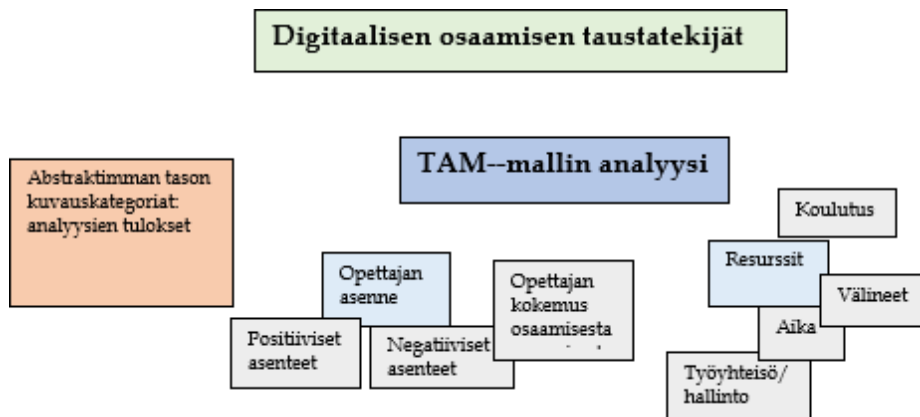 Digitaalisen osaamisen taustatekijät
TAM--mallin analyysi
Abstraktimman tason
kuvauskategoriat:
analyysien tulokset
Opettajan
asenne
Positiiviset
asenteet
Negatiiviset
asenteet
Opettajan
kokemus
osaamisesta
Koulutus
Resurssit
Välineet
Aika
Työyhteisö/
hallinto